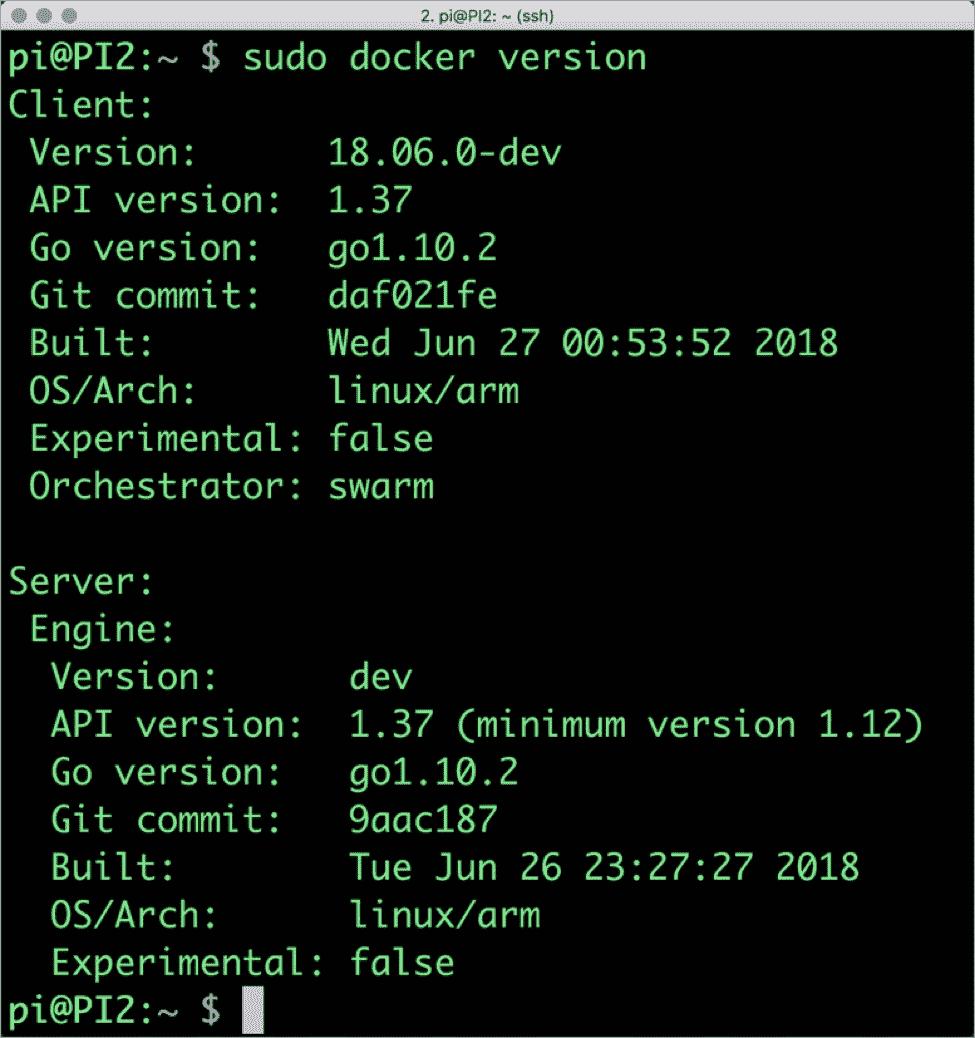 2. pi@PI2: ~ (ssh)
pi@PI2:~ $ sudo docker version
Client:
 Version:      18.06.0-dev
 API version:  1.37
 Go version:   go1.10.2
 Git commit:   daf021fe
 Built:        Wed Jun 27 00:53:52 2018
 OS/Arch:      linux/arm
 Experimental: false
 Orchestrator: swarm

Server:
 Engine:
  Version:      dev
  API version:  1.37 (minimum version 1.12)
  Go version:   go1.10.2
  Git commit:   9aac187
  Built:        Tue Jun 26 23:27:27 2018
  OS/Arch:      linux/arm
  Experimental: false
pi@PI2:~ $